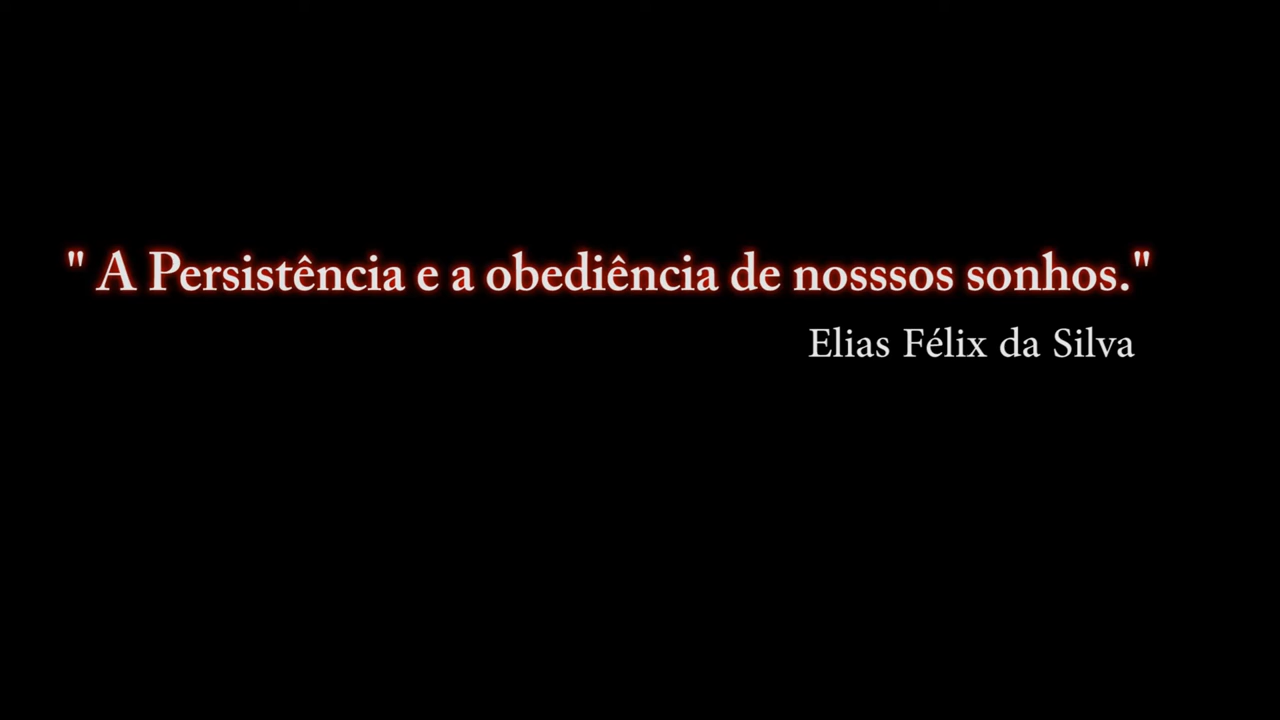 " A Persistência e a obediência de nosssos sonhos."
Elias Félix da Silva